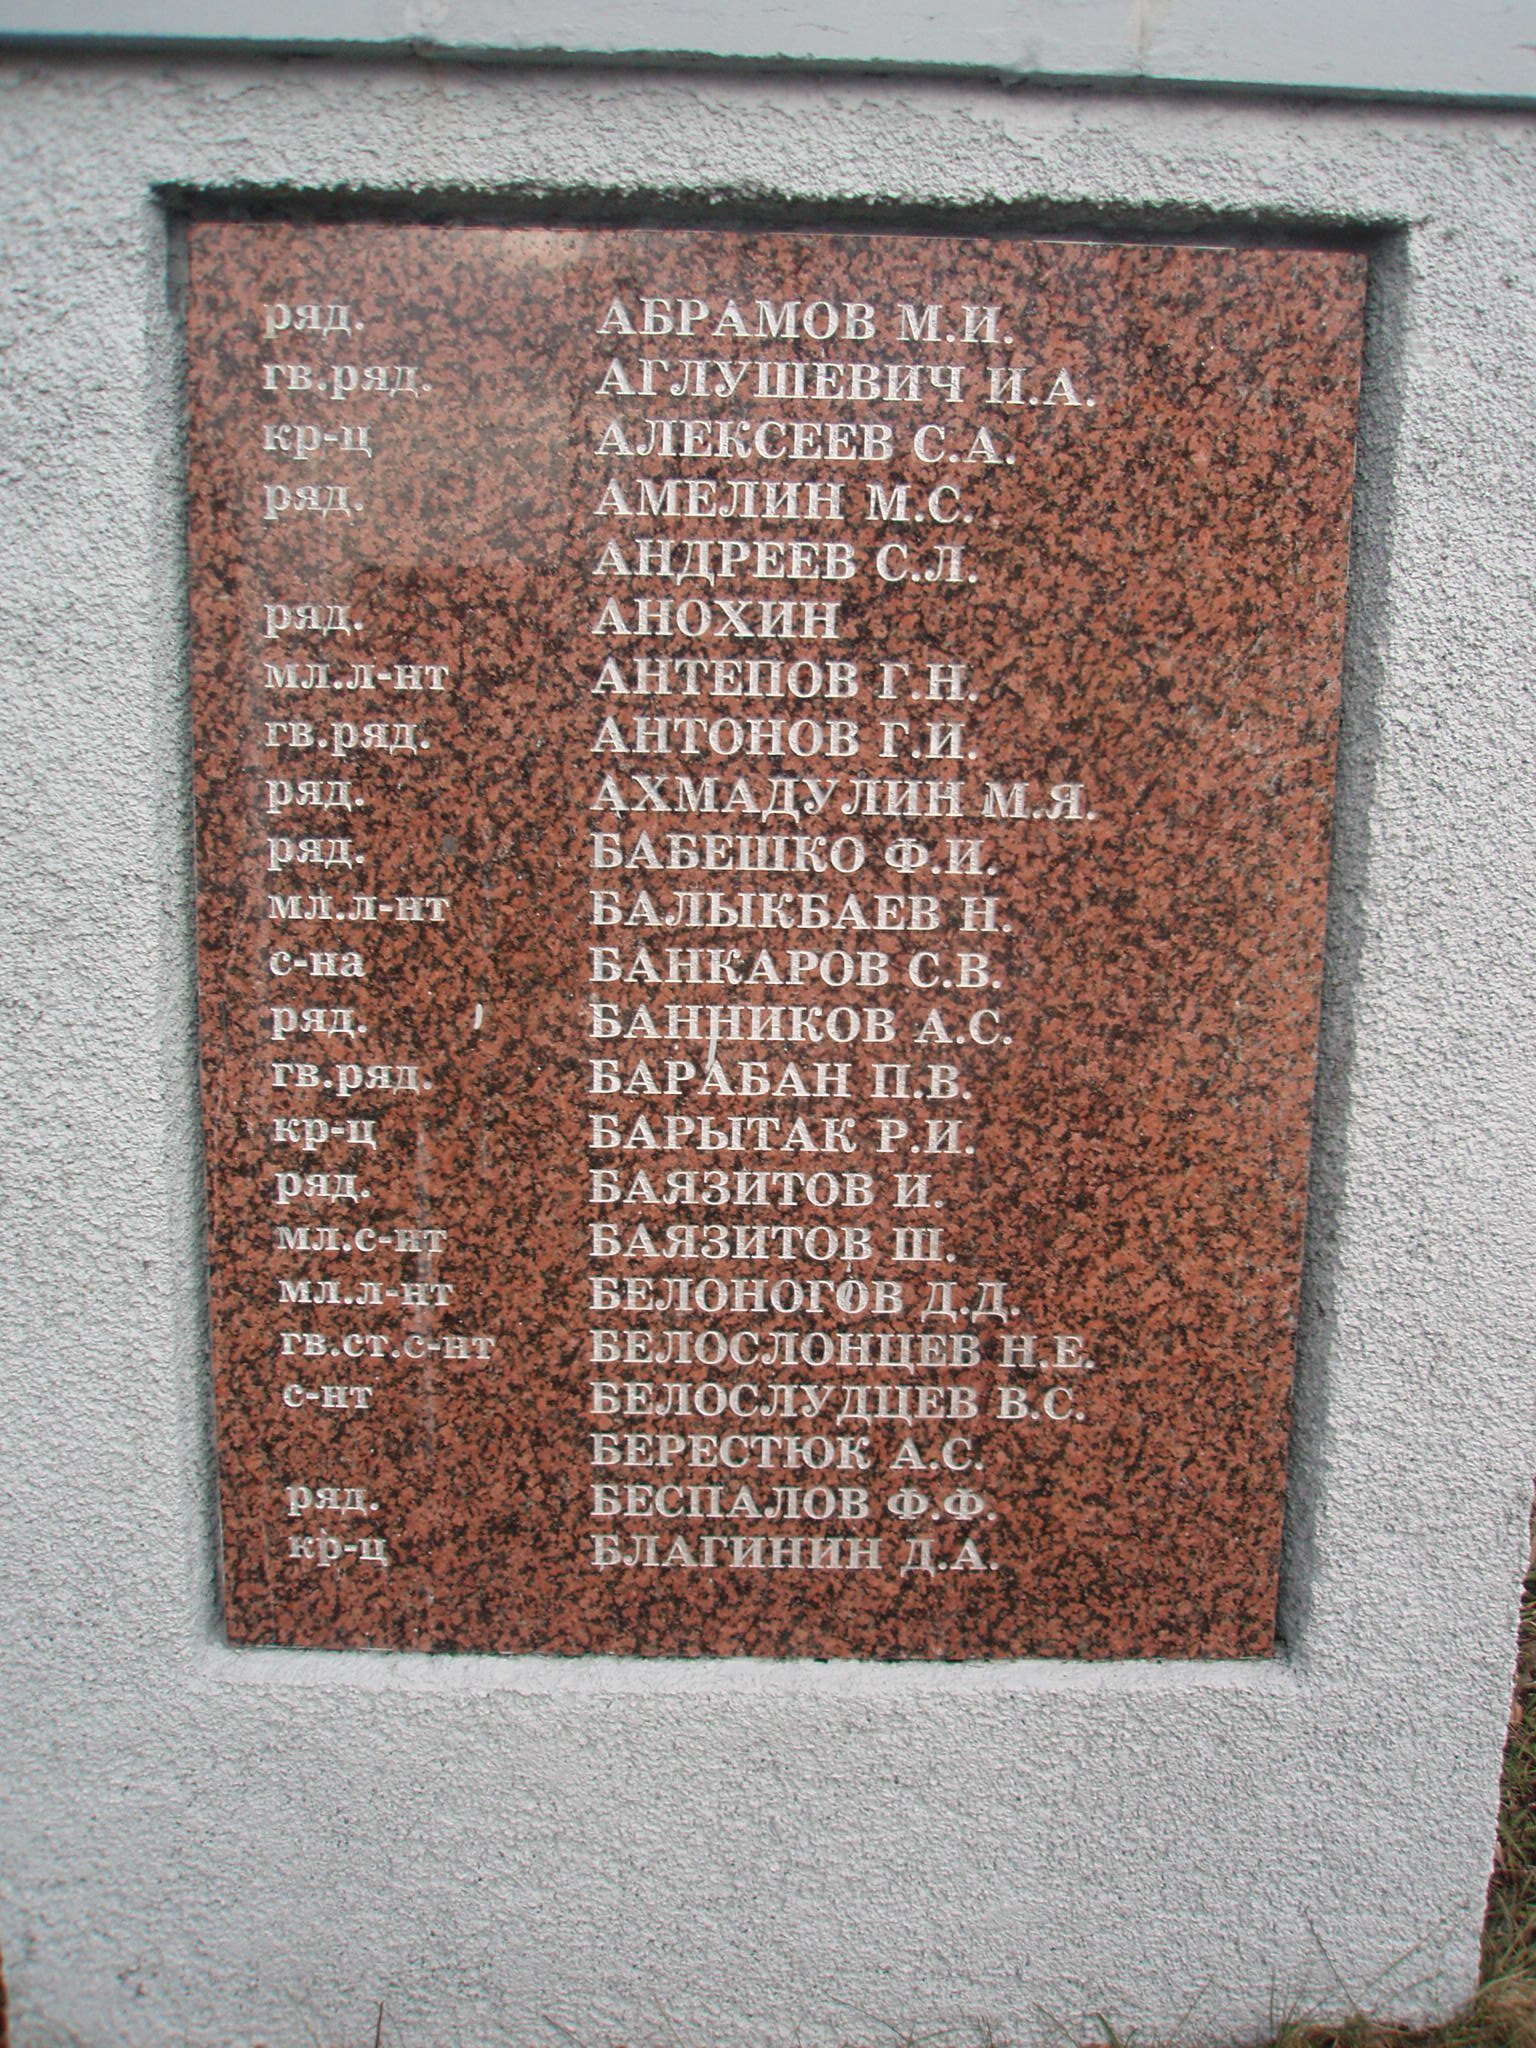 ряд. АБРАМОВ М.И.
гв.ряд. АГЛУШЕВИЧ И.А.
кр-ц АЛЕКСЕЕВ С.А.
ряд. АМЕЛИН М.С.
АНДРЕЕВ С.Л.
ряд. АНОХИН
мл.л-нт АНТЕПОВ Г.Н.
гв.ряд. АНТОНОВ Г.И.
ряд. АХМАДУЛИН М.Я.
ряд. БАБЕШКО Ф.И.
мл.л-нт БАЛЫКБАЕВ Н.
с-на БАНКАРОВ С.В.
ряд. БАННИКОВ А.С.
гв.ряд. БАРАБАН П.В.
кр-ц БАРЫТАК Р.И.
ряд. БАЯЗИТОВ И.
мл.с-нт БАЯЗИТОВ Ш.
мл.л-нт БЕЛОНОГОВ Д.Д.
гв.ст.с-нт БЕЛОСЛОНЦЕВ Н.Е.
с-нт БЕЛОСЛУДЦЕВ В.С.
БЕРЕСТЮК А.С.
ряд. БЕСПАЛОВ Ф.Ф.
кр-ц БЛАГИНИН Д.А.